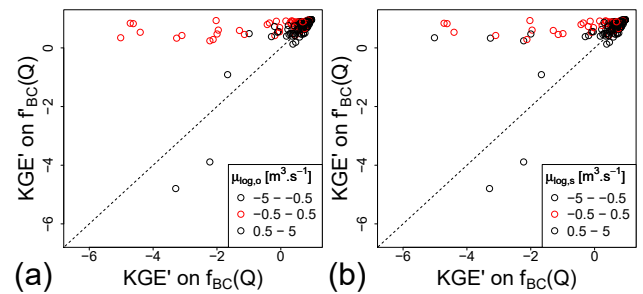 0
−2
−4
−6
−6 −4 −2 0
KGE' on f'BC(Q)
KGE' on fBC(Q)
μlog,o [m³.s⁻¹]
−5 − −0.5
−0.5 − 0.5
0.5 − 5
(a)
0
−2
−4
−6
−6 −4 −2 0
KGE' on f'BC(Q)
KGE' on fBC(Q)
μlog,s [m³.s⁻¹]
−5 − −0.5
−0.5 − 0.5
0.5 − 5
(b)